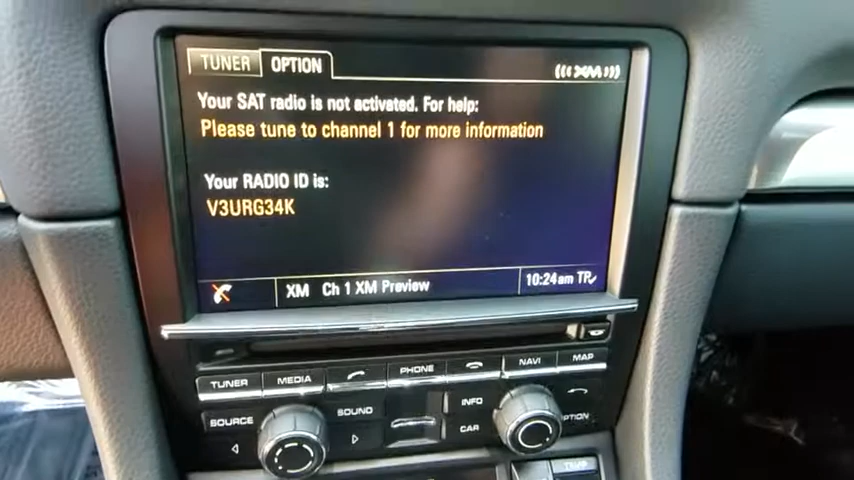 TUNER OPTION
(((XM)))
Your SAT radio is not activated. For help:
Please tune to channel 1 for more information
Your RADIO ID is:
V3URG34K
XM Ch 1 XM Preview 10:24am TP
TUNER MEDIA PHONE NAVI MAP
SOURCE SOUND INFO CAR OPTION
TRIP